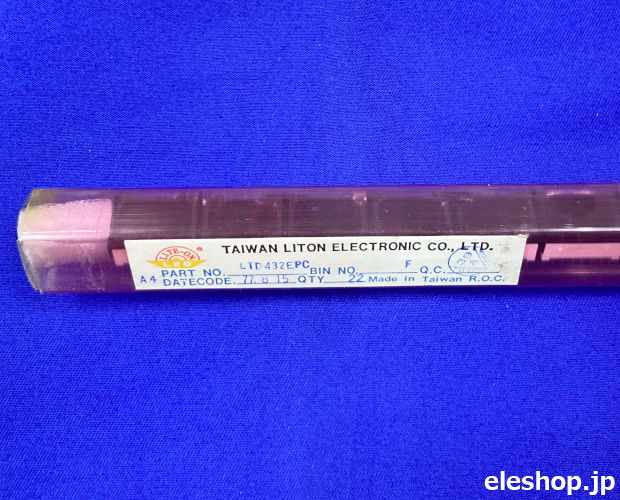 LITE-ON
LED
TAIWAN LITON ELECTRONIC CO., LTD.
A4 PART NO. LTD432EPC BIN NO. F Q.C.
DATECODE. 77. 8 15 QTY 22 Made in Taiwan R.O.C.
eleshop.jp